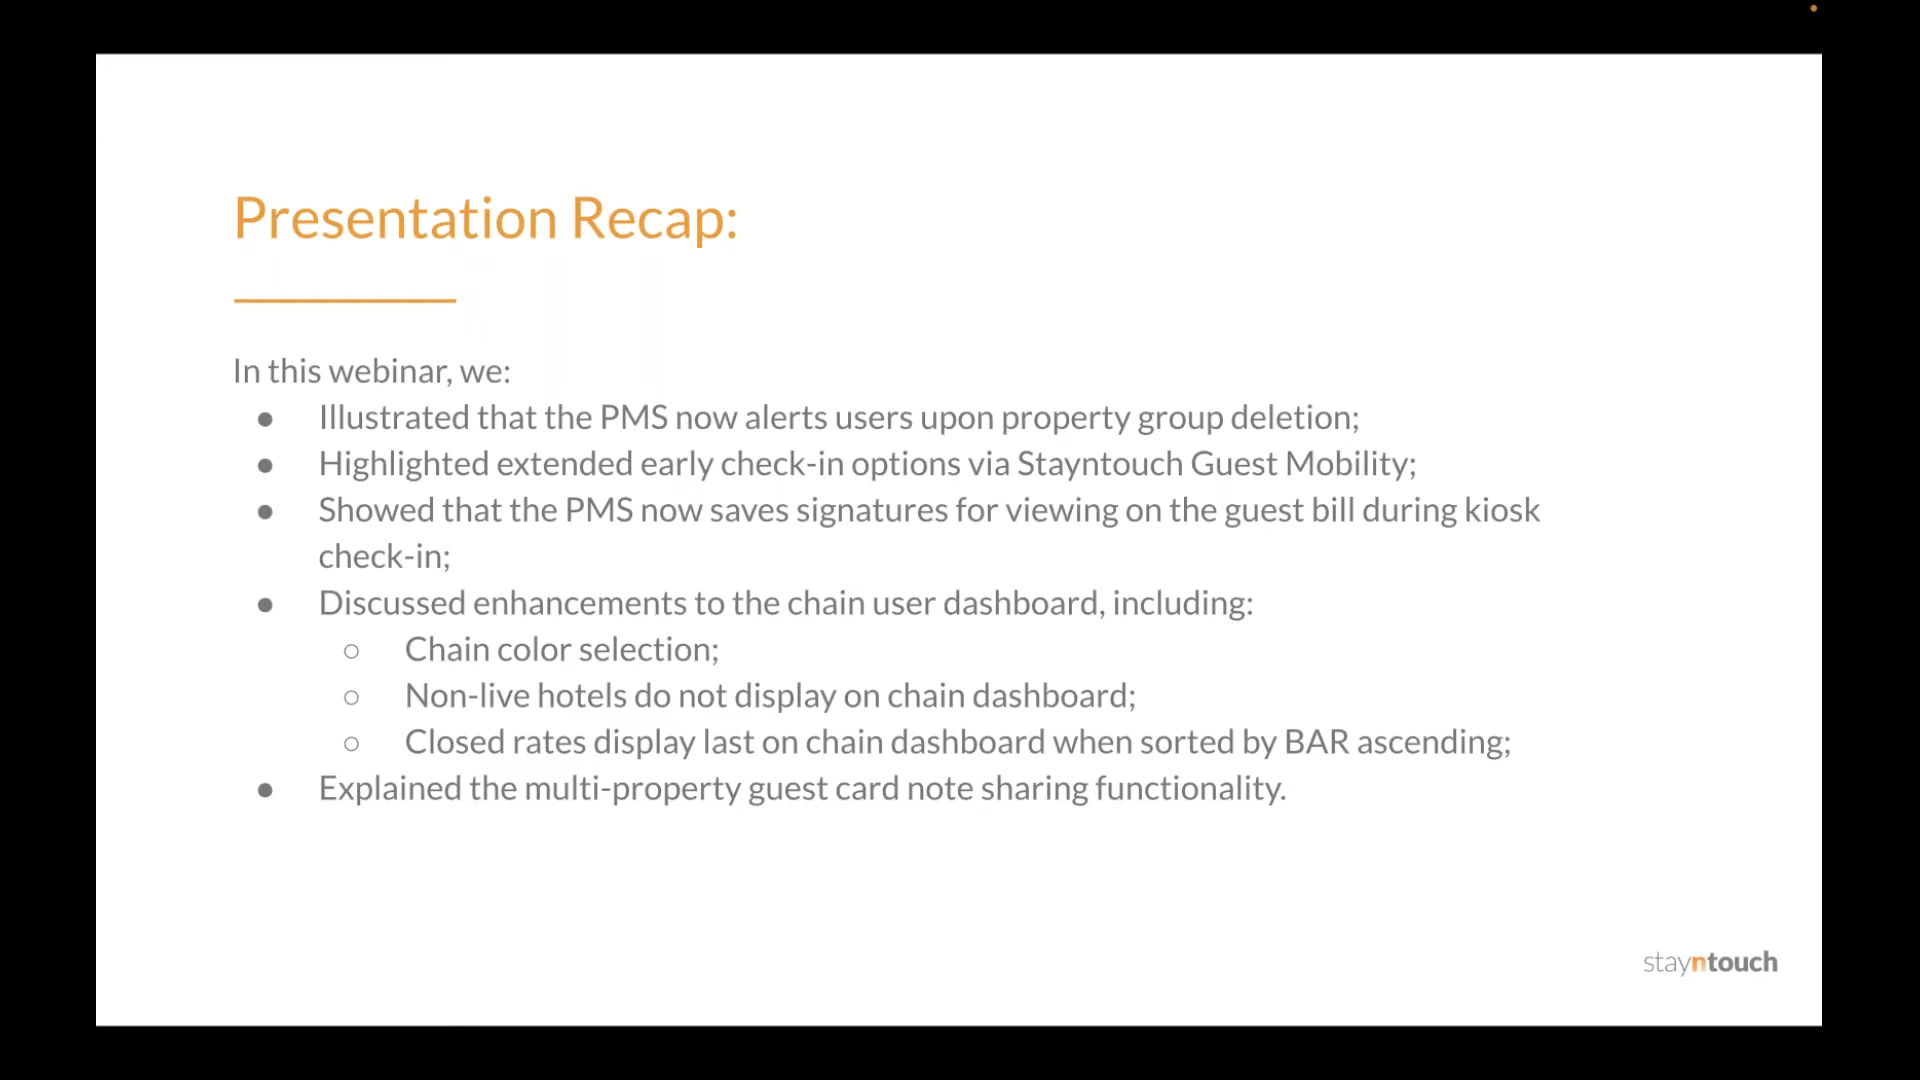 Presentation Recap:
In this webinar, we:
● Illustrated that the PMS now alerts users upon property group deletion;
● Highlighted extended early check-in options via Stayntouch Guest Mobility;
● Showed that the PMS now saves signatures for viewing on the guest bill during kiosk
check-in;
● Discussed enhancements to the chain user dashboard, including:
○ Chain color selection;
○ Non-live hotels do not display on chain dashboard;
○ Closed rates display last on chain dashboard when sorted by BAR ascending;
● Explained the multi-property guest card note sharing functionality.
stayntouch